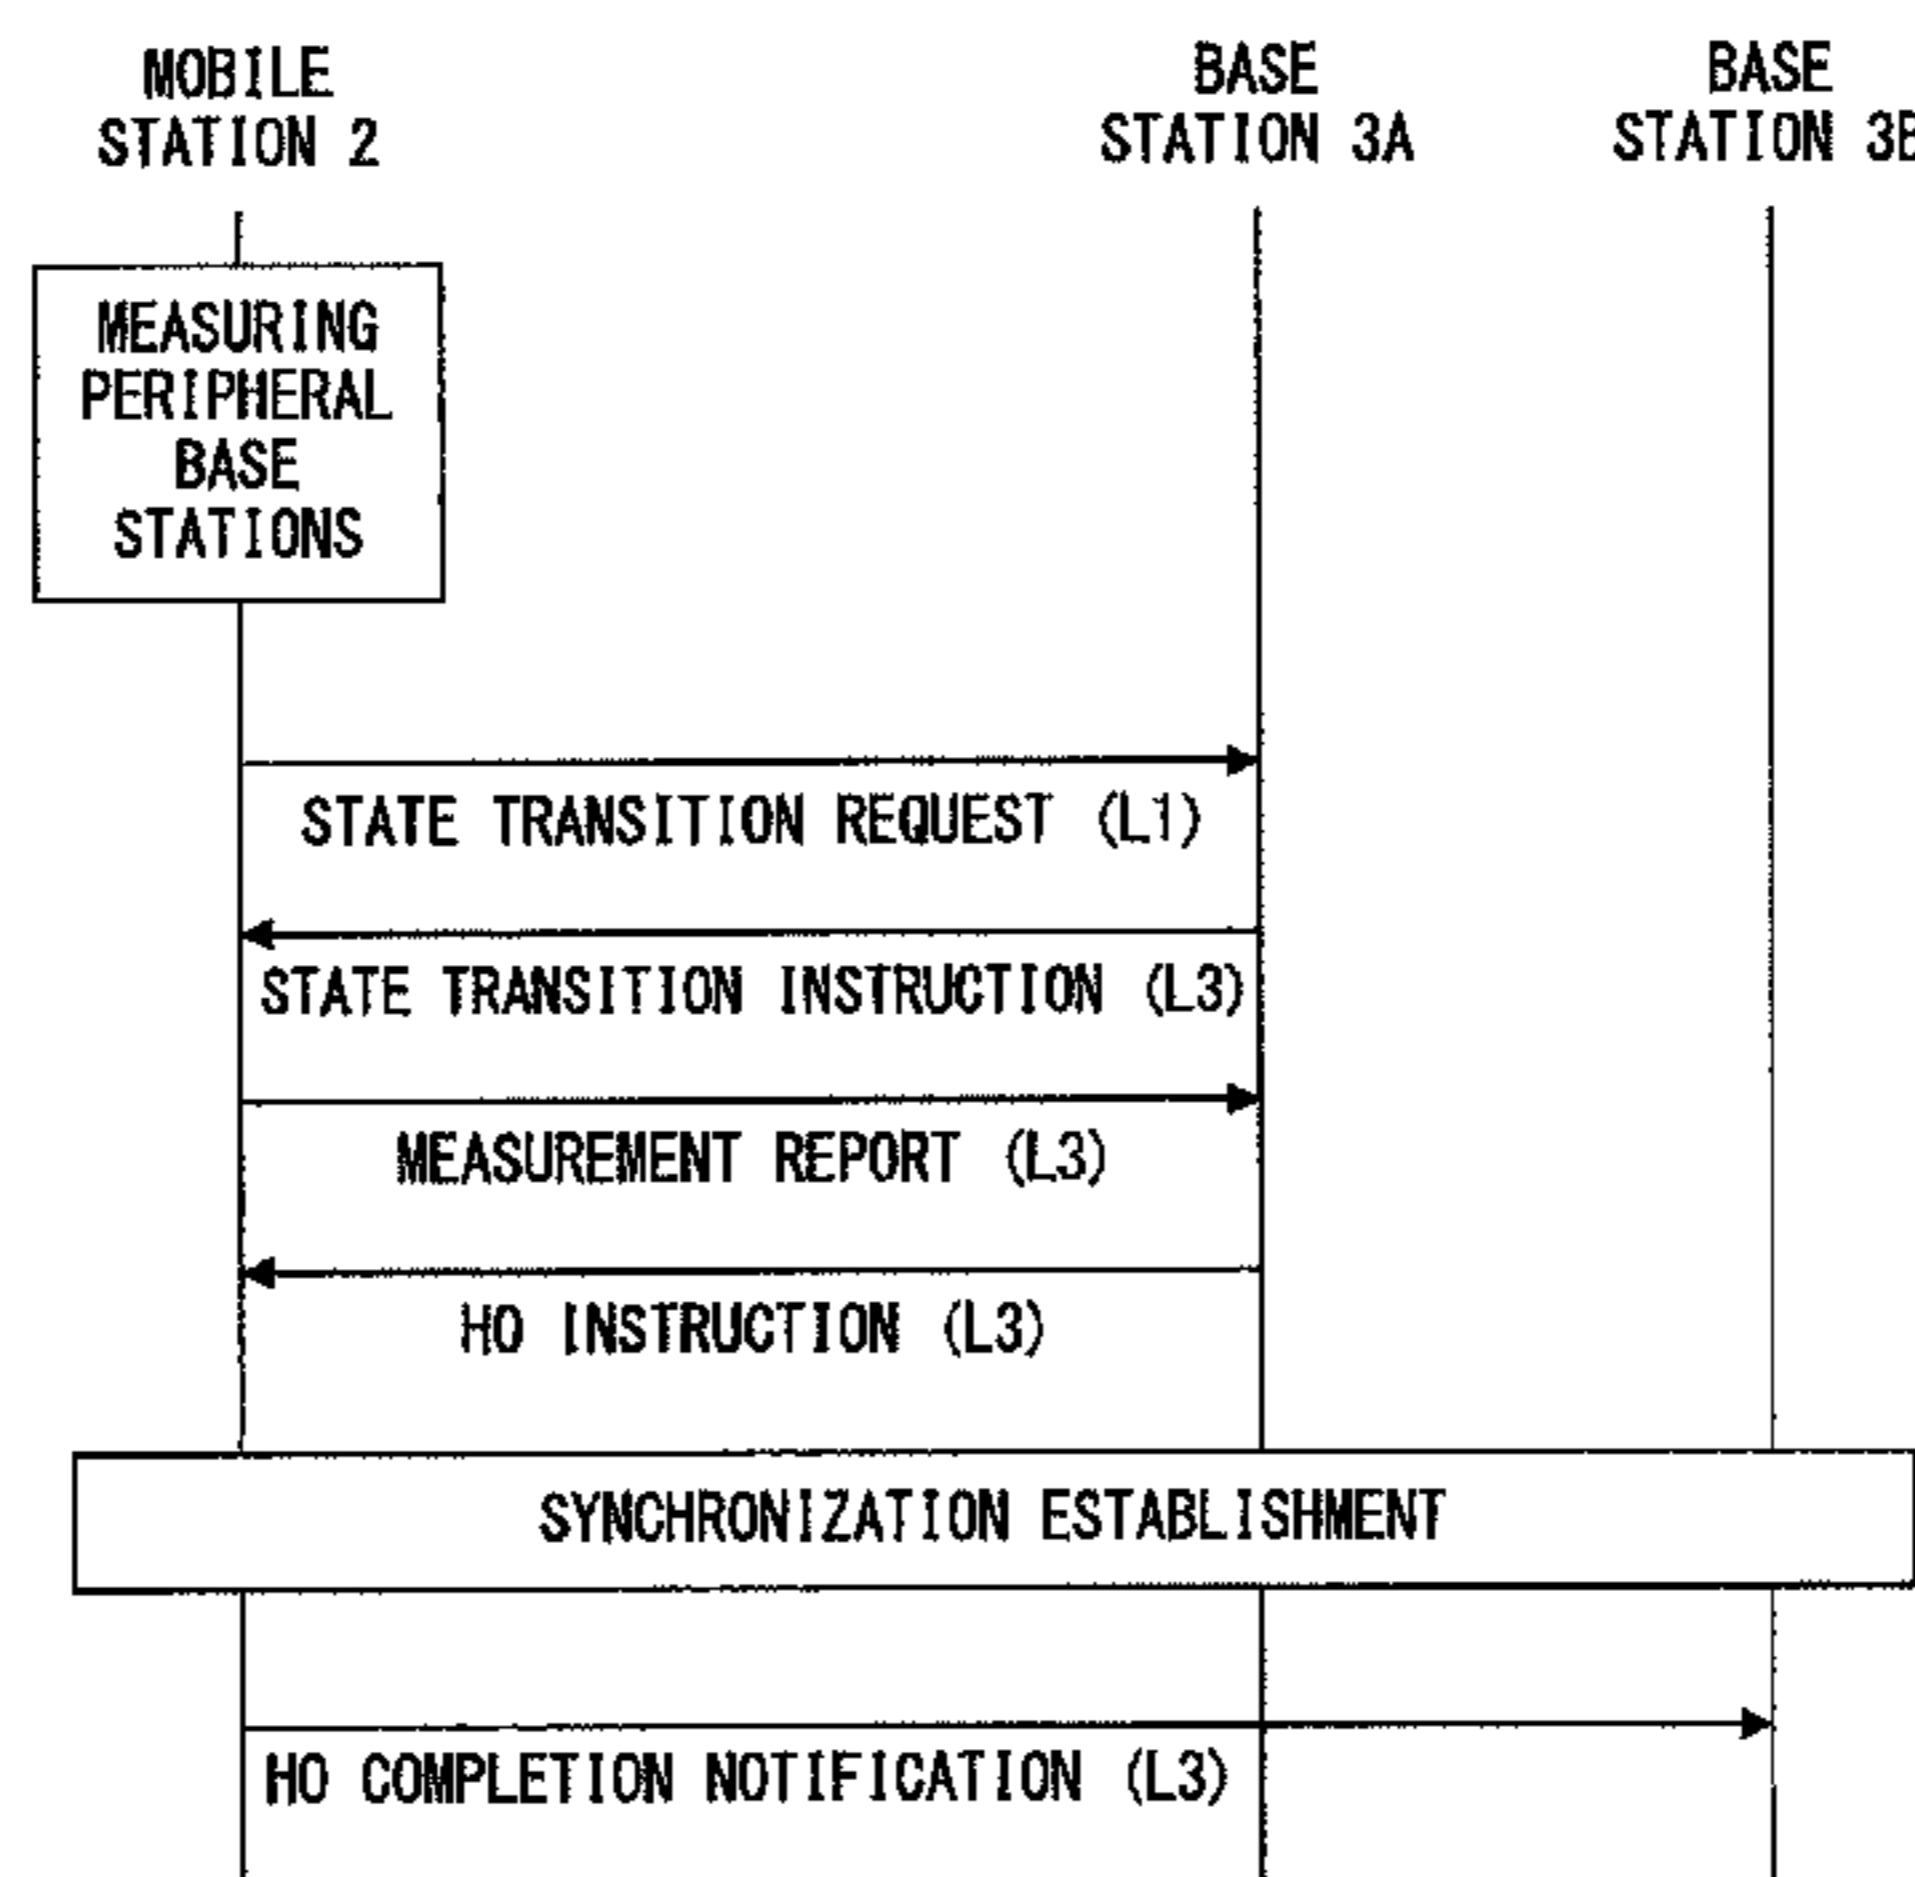 MOBILE
STATION 2
BASE
STATION 3A
BASE
STATION 3B
MEASURING
PERIPHERAL
BASE
STATIONS
STATE TRANSITION REQUEST (L1)
STATE TRANSITION INSTRUCTION (L3)
MEASUREMENT REPORT (L3)
HO INSTRUCTION (L3)
SYNCHRONIZATION ESTABLISHMENT
HO COMPLETION NOTIFICATION (L3)